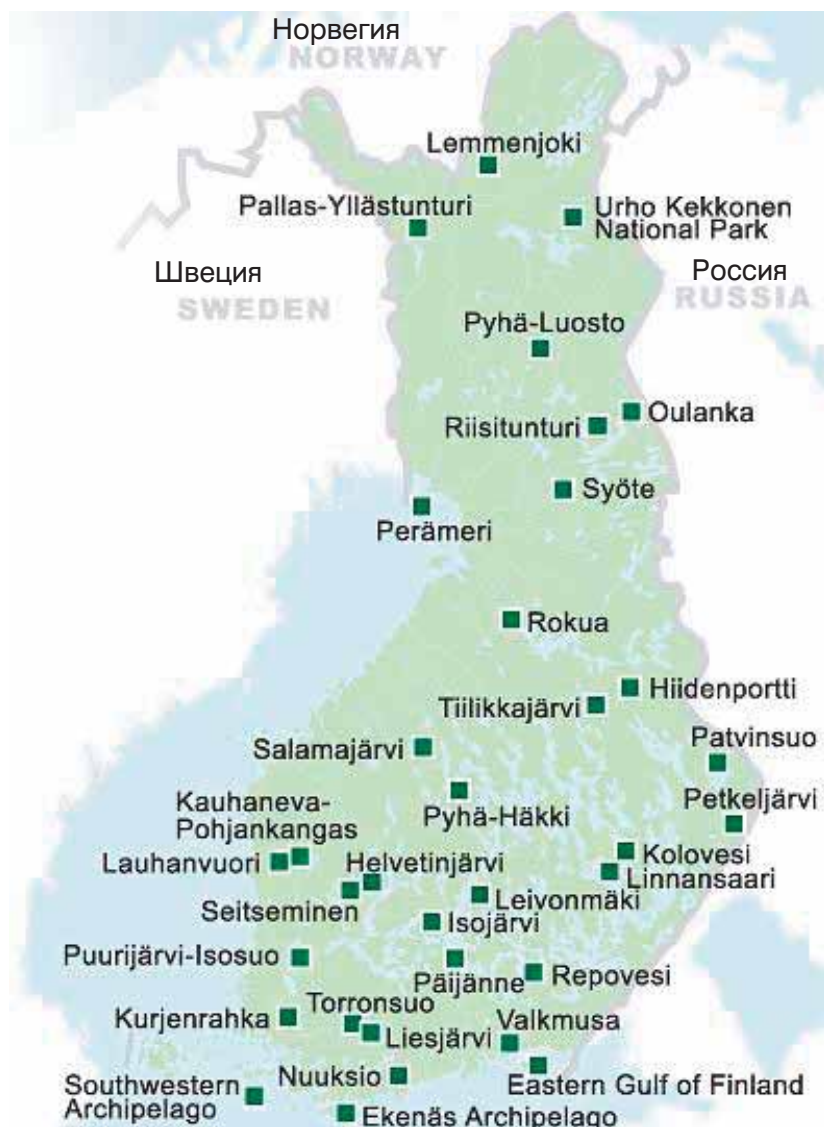 Норвегия
NORWAY
Lemmenjoki
Pallas-Yllästunturi
Urho Kekkonen
National Park
Швеция
SWEDEN
Россия
RUSSIA
Pyhä-Luosto
Oulanka
Riisitunturi
Syöte
Perämeri
Rokua
Hiidenportti
Tiilikkajärvi
Patvinsuo
Salamajärvi
Petkeljärvi
Pyhä-Häkki
Kauhaneva-
Pohjankangas
Kolovesi
Lauhanvuori
Helvetinjärvi
Linnansaari
Leivonmäki
Seitseminen
Isojärvi
Puurijärvi-Isosuo
Päijänne
Repovesi
Torronsuo
Kurjenrahka
Valkmusa
Liesjärvi
Nuuksio
Eastern Gulf of Finland
Southwestern
Archipelago
Ekenäs Archipelago